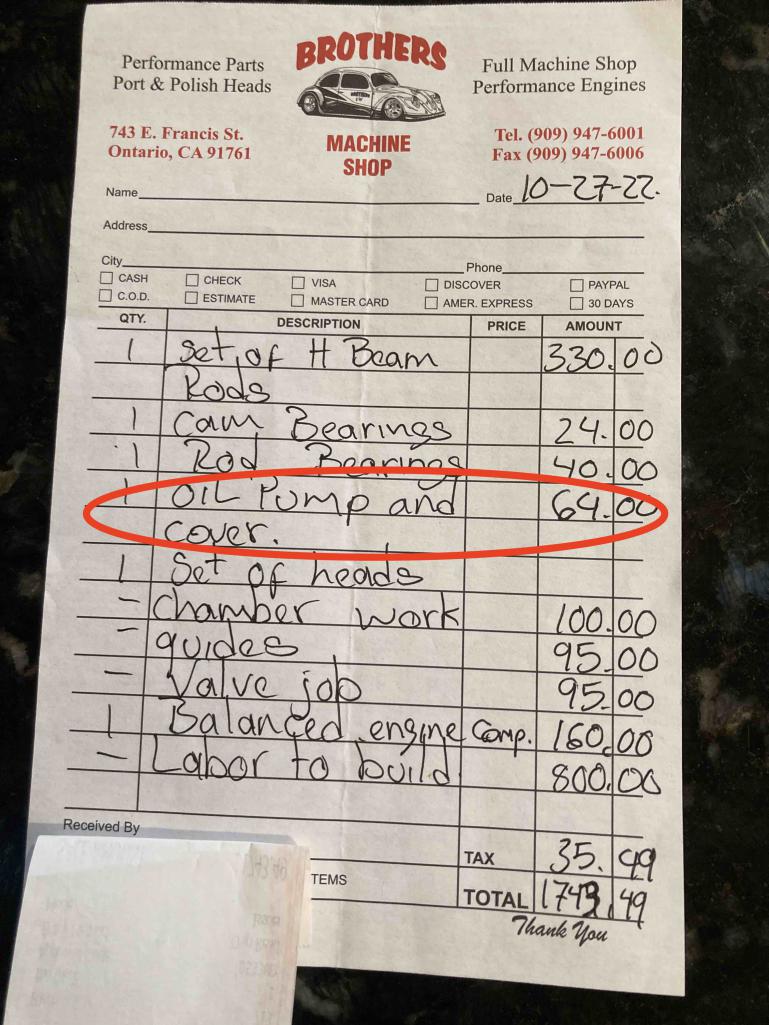 BROTHERS
Performance Parts
Port & Polish Heads
Full Machine Shop
Performance Engines
743 E. Francis St.
Ontario, CA 91761
MACHINE
SHOP
Tel. (909) 947-6001
Fax (909) 947-6006
Name Date 10-27-22.
Address
City Phone
CASH CHECK VISA DISCOVER PAYPAL
C.O.D. ESTIMATE MASTER CARD AMER. EXPRESS 30 DAYS
QTY. DESCRIPTION PRICE AMOUNT
1 Set of H Beam 330.00
Rods
1 Cam Bearings 24.00
1 Rod Bearings 40.00
1 OIL Pump and 64.00
cover.
1 Set of heads
- Chamber work 100.00
- guides 95.00
- Valve job 95.00
1 Balanced engine Comp. 160.00
- Labor to build 800.00
Received By
TAX 35.49
TEMS
TOTAL 1743.49
Thank You